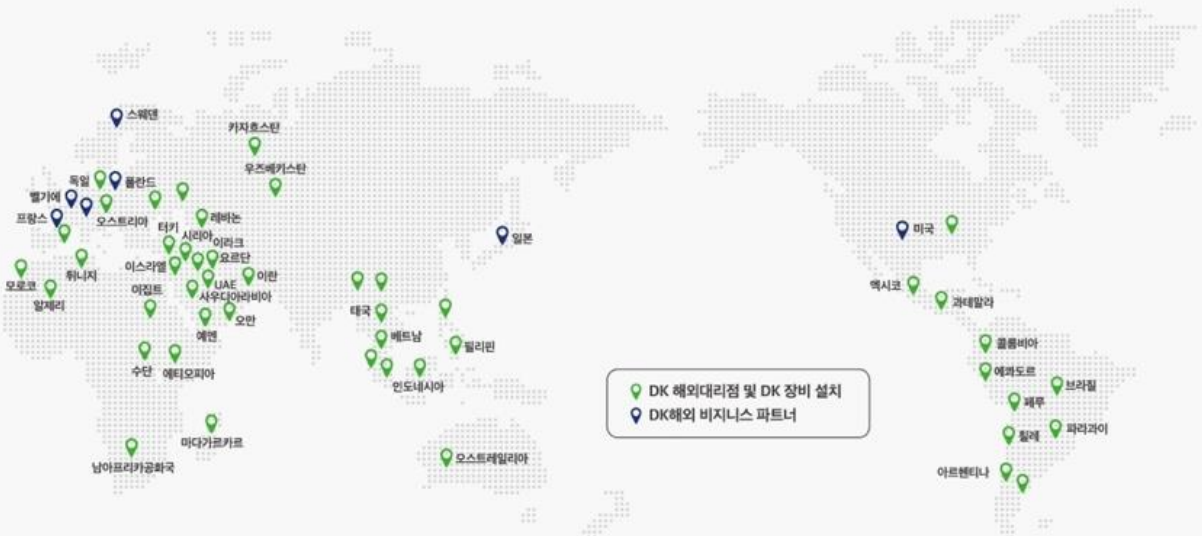 스웨덴
카자흐스탄
우즈베키스탄
독일
폴란드
벨기에
프랑스
오스트리아
레바논
터키
시리아
이라크
요르단
이스라엘
이란
튀니지
모로코
알제리
이집트
UAE
사우디아라비아
오만
예멘
수단
에티오피아
마다가르카르
남아프리카공화국
일본
태국
베트남
필리핀
인도네시아
오스트레일리아
미국
멕시코
과테말라
콜롬비아
에콰도르
브라질
페루
파라과이
칠레
아르헨티나
DK 해외대리점 및 DK 장비 설치
DK해외 비지니스 파트너